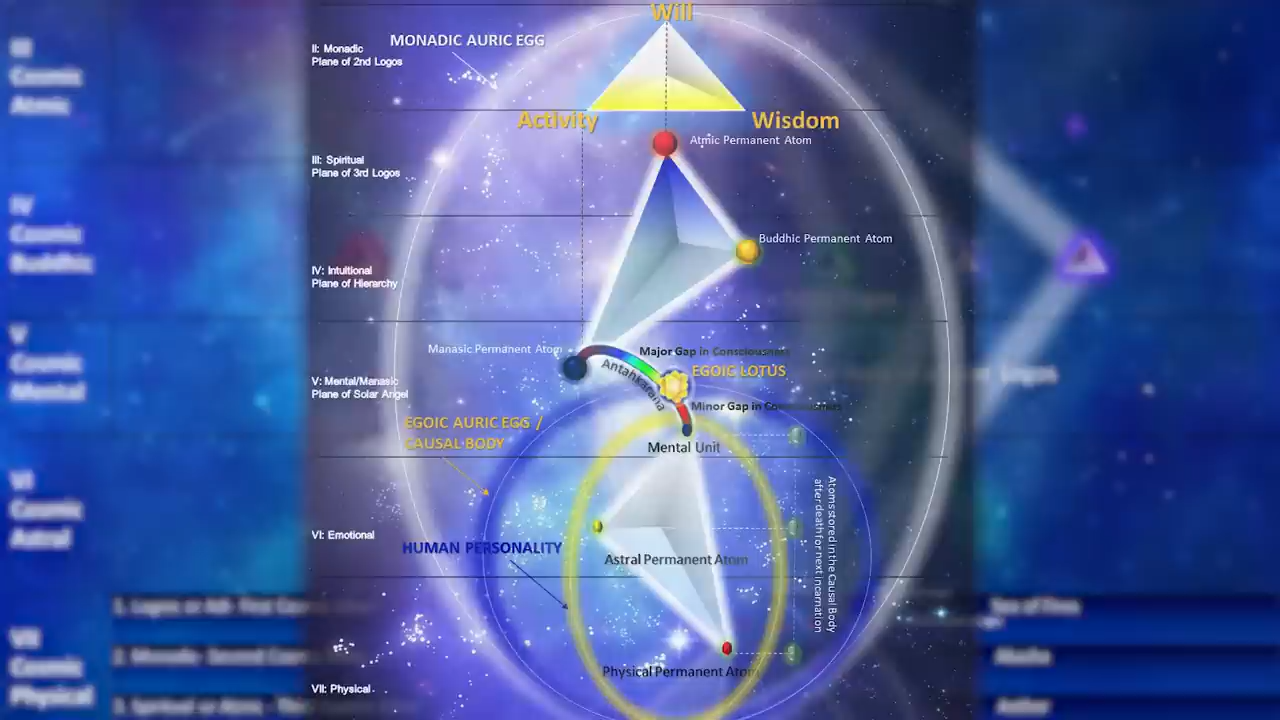 Will
MONADIC AURIC EGG
II: Monadic
Plane of 2nd Logos
Activity
Wisdom
Atmic Permanent Atom
III: Spiritual
Plane of 3rd Logos
Buddhic Permanent Atom
IV: Intuitional
Plane of Hierarchy
Manasic Permanent Atom
Major Gap in Consciousness
Antahkarana
EGOIC LOTUS
V: Mental/Manasic
Plane of Solar Angel
Minor Gap in Consciousness
EGOIC AURIC EGG /
CAUSAL BODY
Mental Unit
VI: Emotional
HUMAN PERSONALITY
Astral Permanent Atom
Atoms stored in the Causal Body
after death for next incarnation
Physical Permanent Atom
VII: Physical
III
Cosmic
Atmic
IV
Cosmic
Buddhic
V
Cosmic
Mental
VI
Cosmic
Astral
VII
Cosmic
Physical
Logos